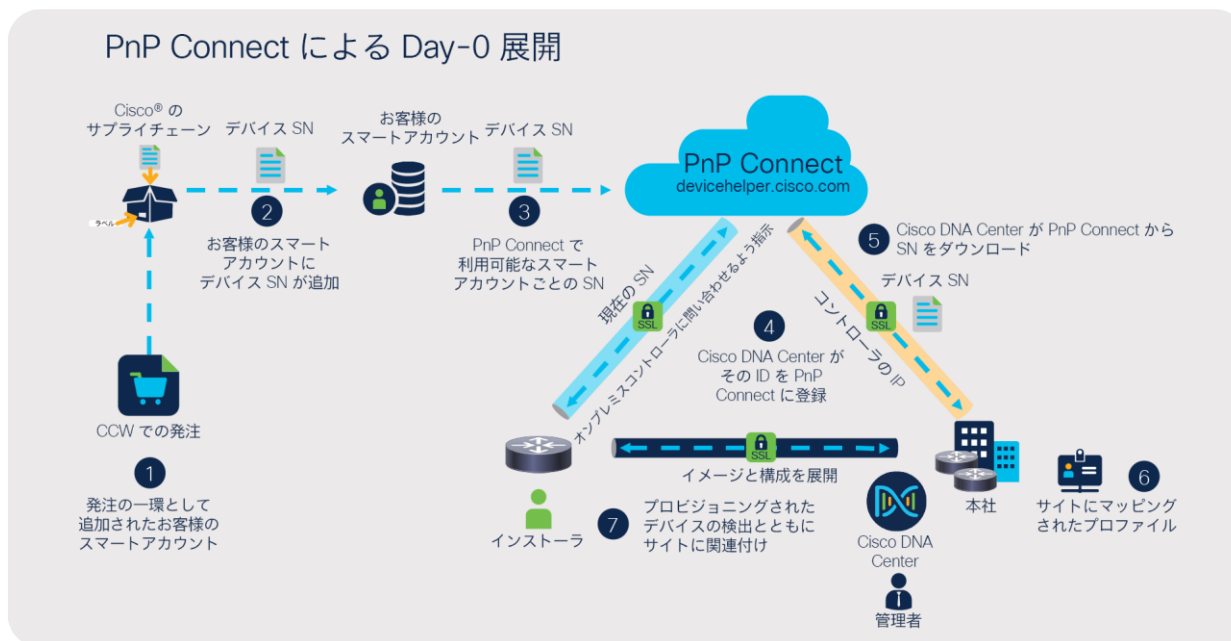 PnP Connect による Day-0 展開
Cisco® の
サプライチェーン
デバイス SN
お客様の
スマートアカウント
デバイス SN
PnP Connect
devicehelper.cisco.com
ラベル
2
お客様のスマート
アカウントに
デバイス SN が追加
3
PnP Connect で
利用可能なスマート
アカウントごとの SN
5
Cisco DNA Center が PnP Connect から
SN をダウンロード
デバイス SN
現在の SN
SSL
オンプレミスコントローラに問い合わせるよう指示
4
Cisco DNA Center が
その ID を PnP
Connect に登録
SSL
コントローラの IP
CCW での発注
1
発注の一環として
追加されたお客様の
スマートアカウント
SSL
イメージと構成を展開
インストーラ
7
プロビジョニングされた
デバイスの検出とともに
サイトに関連付け
Cisco DNA
Center
管理者
本社
6
サイトにマッピング
されたプロファイル